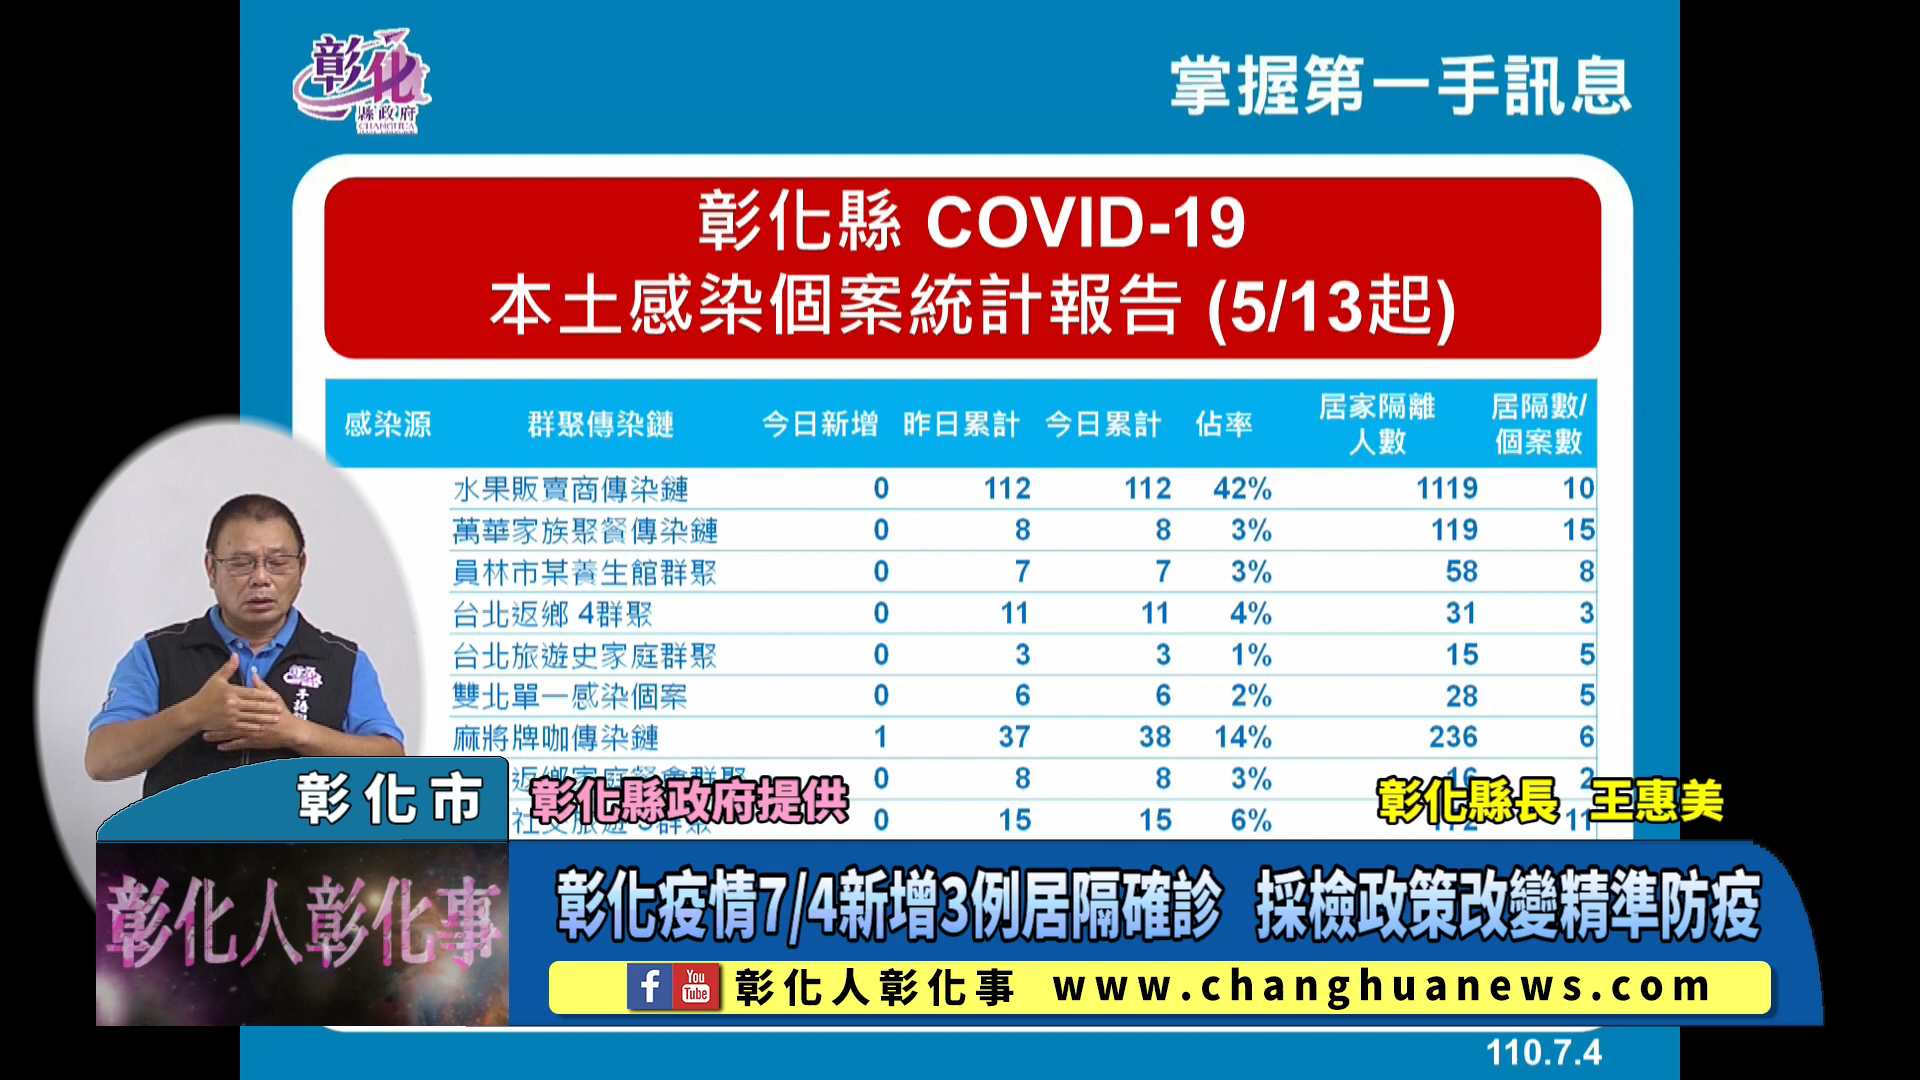 彰化
縣政府
CHANGHUA
掌握第一手訊息
彰化縣 COVID-19
本土感染個案統計報告 (5/13起)
感染源 群聚傳染鏈 今日新增 昨日累計 今日累計 佔率 居家隔離人數 居隔數/個案數
水果販賣商傳染鏈 0 112 112 42% 1119 10
萬華家族聚餐傳染鏈 0 8 8 3% 119 15
員林市某養生館群聚 0 7 7 3% 58 8
台北返鄉 4群聚 0 11 11 4% 31 3
台北旅遊史家庭群聚 0 3 3 1% 15 5
雙北單一感染個案 0 6 6 2% 28 5
麻將牌咖傳染鏈 1 37 38 14% 236 6
返鄉家庭餐會群聚 0 8 8 3% 16 2
0 15 15 6% 172 11
彰化市
彰化縣政府提供
彰化縣長 王惠美
彰化人彰化事
彰化疫情7/4新增3例居隔確診 採檢政策改變精準防疫
f You Tube 彰化人彰化事 www.changhuanews.com
110.7.4